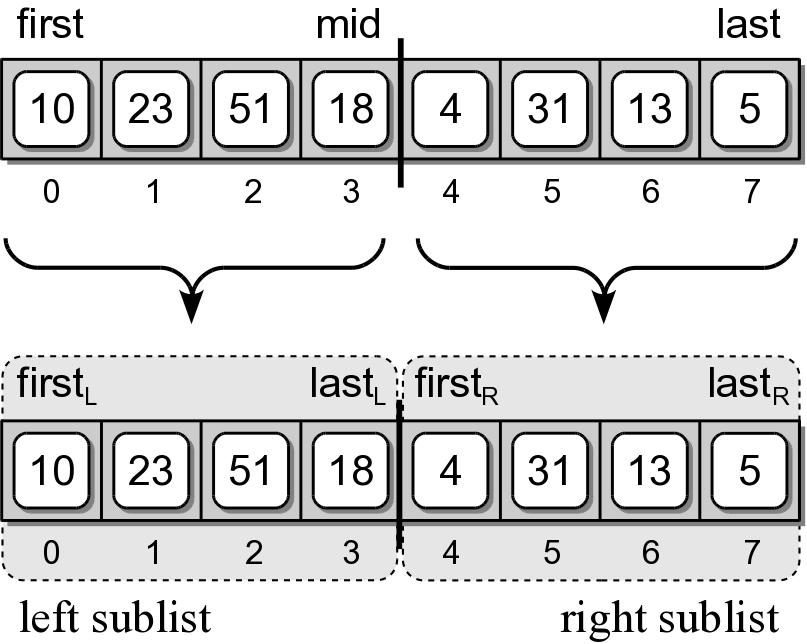 first mid last
10 23 51 18 4 31 13 5
0 1 2 3 4 5 6 7
firstL lastL firstR lastR
10 23 51 18 4 31 13 5
0 1 2 3 4 5 6 7
left sublist right sublist